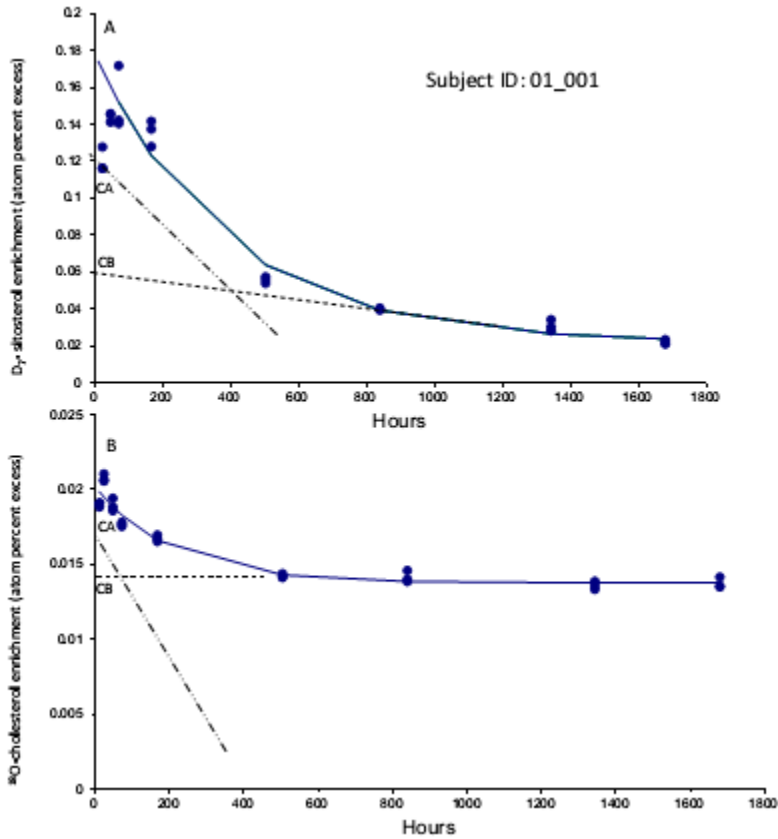 0.2
A
0.18
Subject ID: 01_001
0.16
0.14
0.12
0.1
CA
0.08
CB
0.06
0.04
0.02
0
0 200 400 600 800 1000 1200 1400 1600 1800
Hours
D7- sitosterol enrichment (atom percent excess)
0.025
B
0.02
CA
0.015
CB
0.01
0.005
0
0 200 400 600 800 1000 1200 1400 1600 1800
Hours
18O-cholesterol enrichment (atom percent excess)